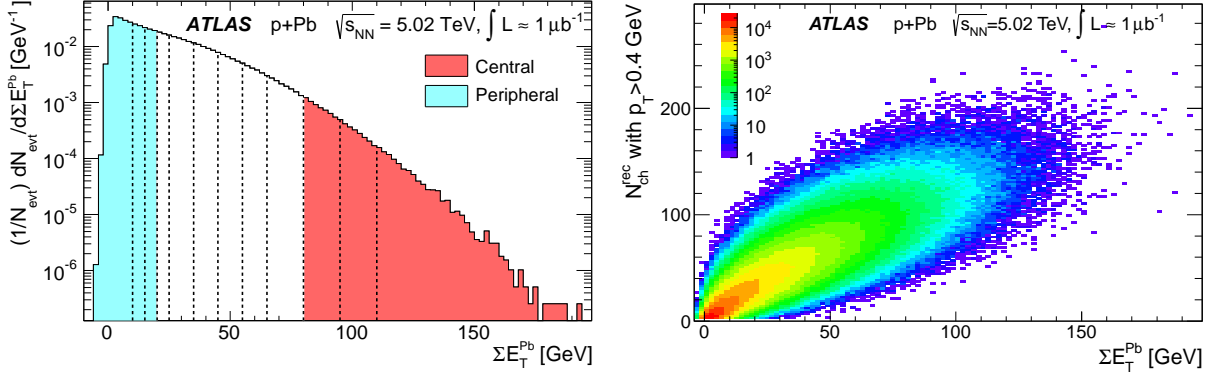 ATLAS p+Pb √s_NN = 5.02 TeV, ∫ L ≈ 1 μb⁻¹
Central
Peripheral
(1/N_evt) dN_evt/dΣE_T^Pb [GeV⁻¹]
10⁻²
10⁻³
10⁻⁴
10⁻⁵
10⁻⁶
0 50 100 150
ΣE_T^Pb [GeV]
ATLAS p+Pb √s_NN=5.02 TeV, ∫ L ≈ 1 μb⁻¹
10⁴
10³
10²
10
1
N_ch^rec with p_T>0.4 GeV
200
100
0
0 50 100 150
ΣE_T^Pb [GeV]